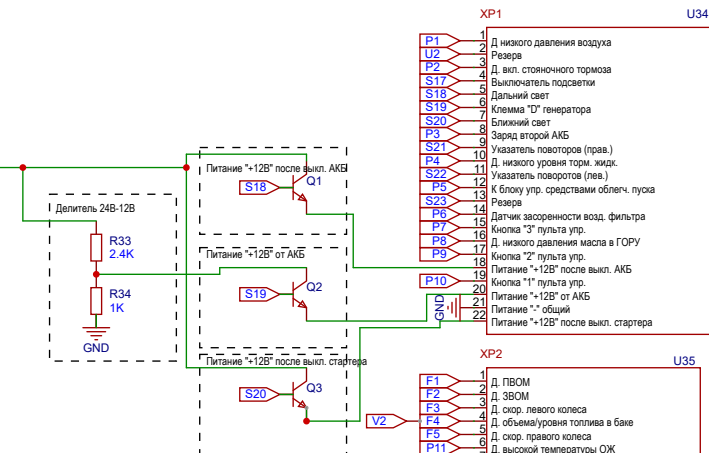 XP1 U34
P1 1 Д низкого давления воздуха
U2 2 Резерв
P2 3 Д. вкл. стояночного тормоза
S17 4 Выключатель подсветки
S18 5 Дальний свет
S19 6 Клемма "D" генератора
S20 7 Ближний свет
P3 8 Заряд второй АКБ
S21 9 Указатель повоторов (прав.)
P4 10 Д. низкого уровня торм. жидк.
S22 11 Указатель поворотов (лев.)
P5 12 К блоку упр. средствами облегч. пуска
S23 13 Резерв
P6 14 Датчик засоренности возд. фильтра
P7 15 Кнопка "3" пульта упр.
P8 16 Д. низкого давления масла в ГОРУ
P9 17 Кнопка "2" пульта упр.
18 Питание "+12В" после выкл. АКБ
P10 19 Кнопка "1" пульта упр.
20 Питание "+12В" от АКБ
GND 21 Питание "-" общий
22 Питание "+12В" после выкл. стартера
Питание "+12В" после выкл. АКБ
S18 Q1
Делитель 24В-12В
R33
2.4K
R34
1K
GND
Питание "+12В" от АКБ
S19 Q2
Питание "+12В" после выкл. стартера
S20 Q3
V2
XP2 U35
F1 1 Д. ПВОМ
F2 2 Д. ЗВОМ
F3 3 Д. скор. левого колеса
F4 4 Д. объема/уровня топлива в баке
F5 5 Д. скор. правого колеса
P11 6 Д. высокой температуры ОЖ